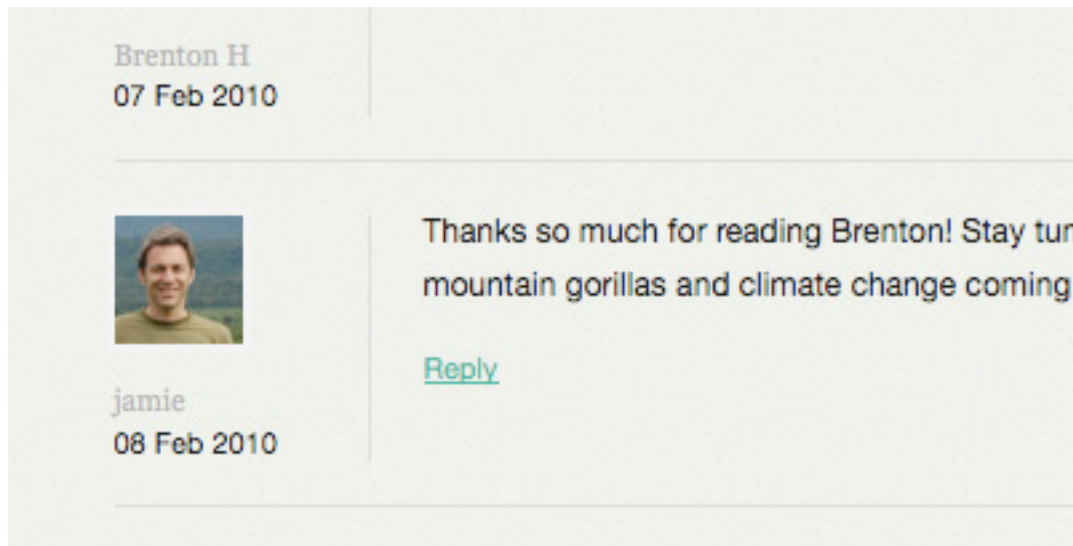 Brenton H
07 Feb 2010
Thanks so much for reading Brenton! Stay
mountain gorillas and climate change coming
Reply
jamie
08 Feb 2010